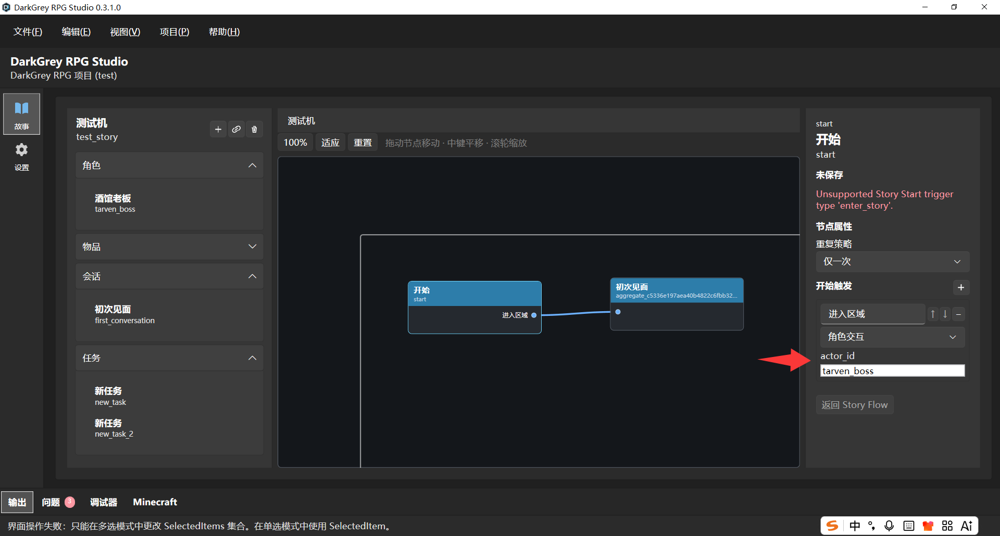 DarkGrey RPG Studio 0.3.1.0
文件(F) 编辑(E) 视图(V) 项目(P) 帮助(H)
DarkGrey RPG Studio
DarkGrey RPG 项目 (test)
故事
设置
测试机
test_story
角色
酒馆老板
tarven_boss
物品
会话
初次见面
first_conversation
任务
新任务
new_task
新任务
new_task_2
测试机
100% 适应 重置 拖动节点移动 · 中键平移 · 滚轮缩放
开始
start
进入区域
初次见面
aggregate_c5336e197aea40b4822c6fbb32...
start
开始
start
未保存
Unsupported Story Start trigger
type 'enter_story'.
节点属性
重复策略
仅一次
开始触发
进入区域
角色交互
actor_id
tarven_boss
返回 Story Flow
输出 问题 3 调试器 Minecraft
界面操作失败：只能在多选模式中更改 SelectedItems 集合。在单选模式中使用 SelectedItem。
中